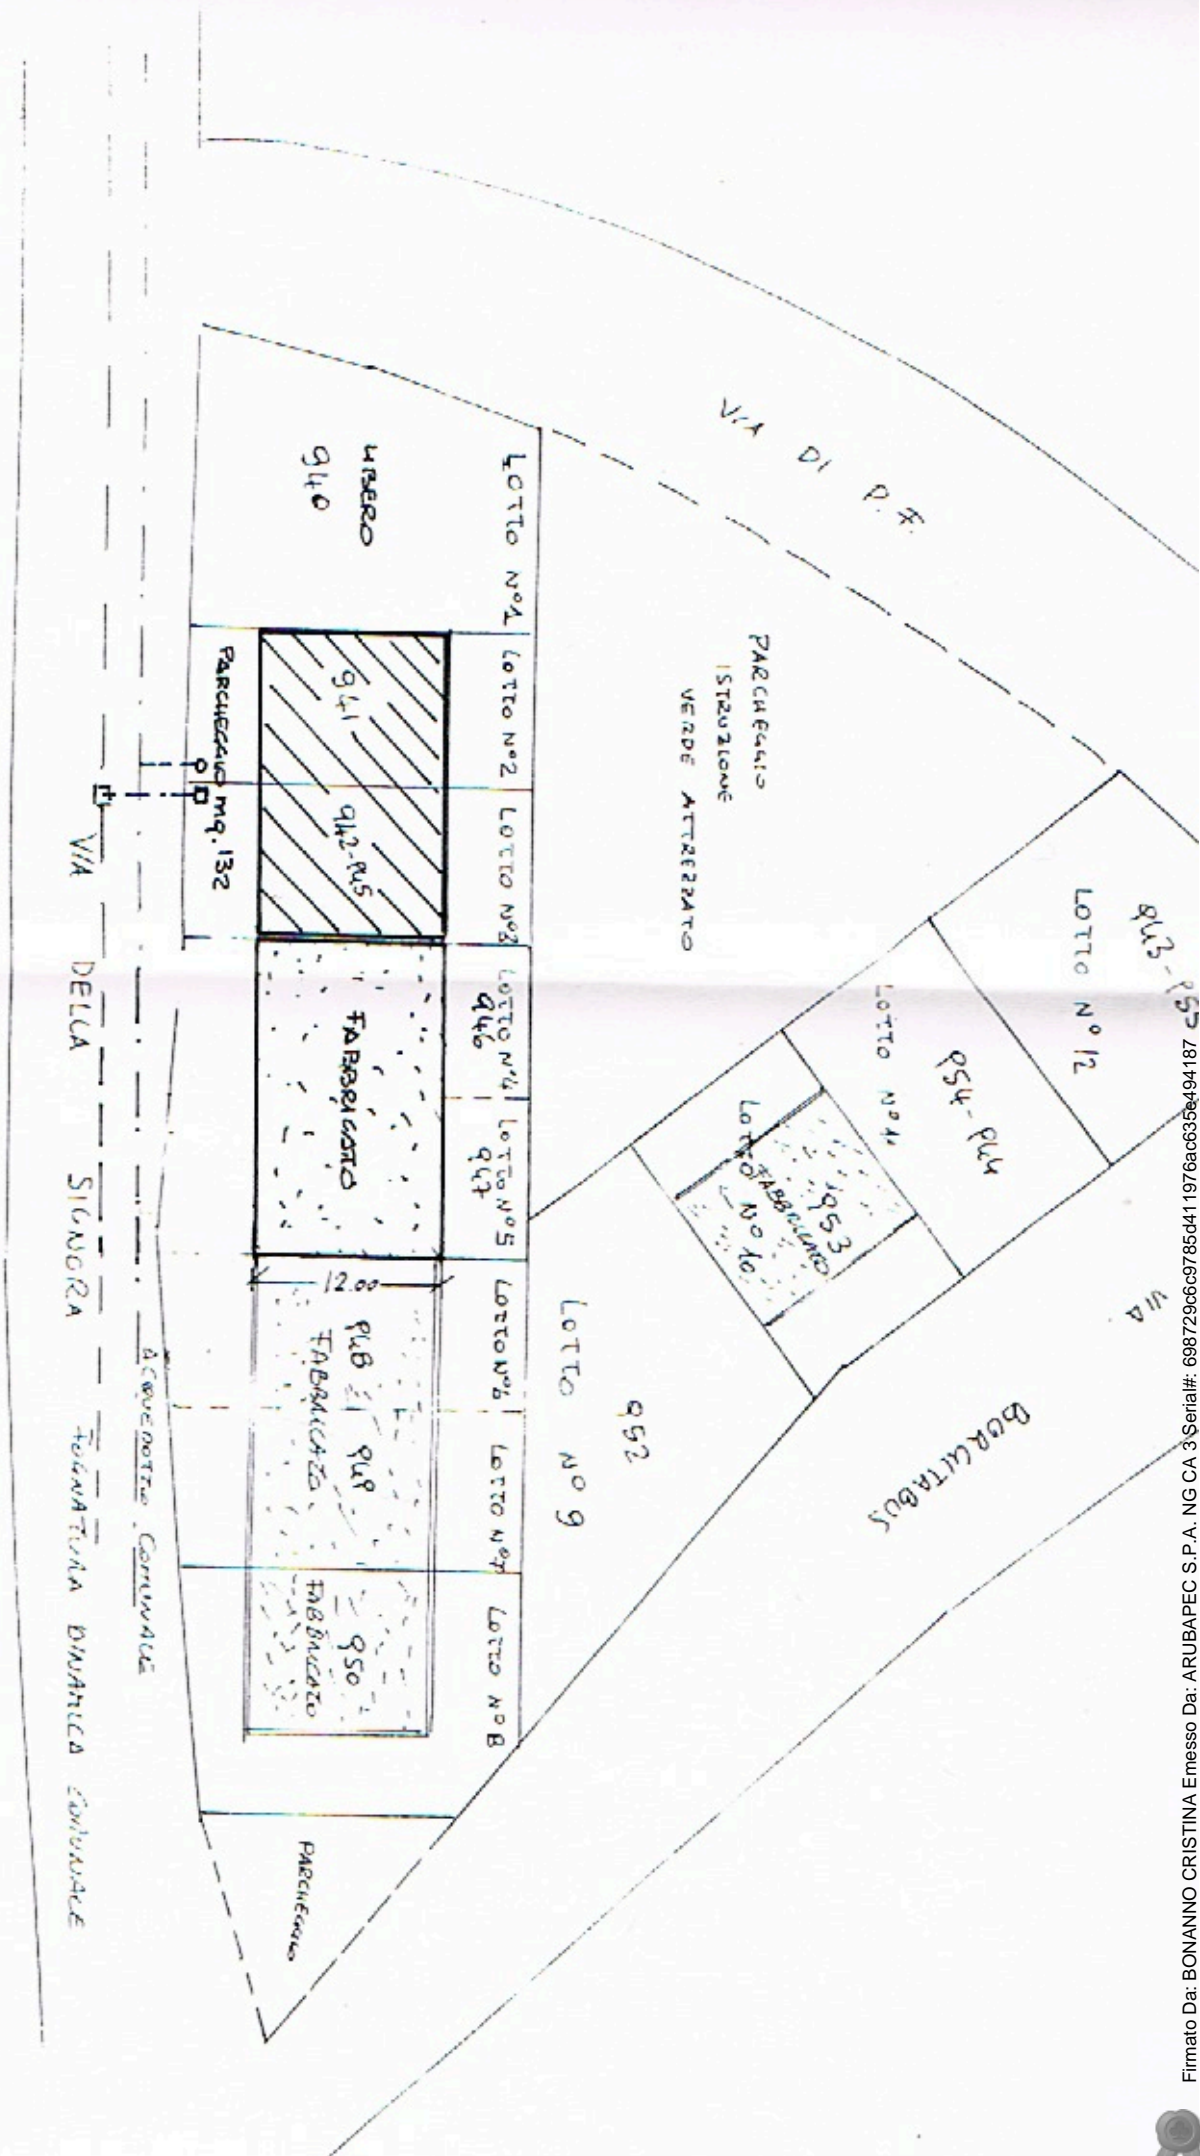 VIA DI P.F.
LOTTO N°1
LIBERO
940
LOTTO N°2
941
LOTTO N°3
942-945
PARCHEGGIO mq. 132
PARCHEGGIO
ISTRUZIONE
VERDE ATTREZZATO
LOTTO N°4
946
LOTTO N°5
947
FABBRICATO
12.00
LOTTO N°6
948
LOTTO N°7
949
FABBRICATO
LOTTO N°8
950
FABBRICATO
PARCHEGGIO
LOTTO N°9
952
LOTTO N°10
953
FABBRICATO
LOTTO N°11
954-944
LOTTO N°12
943-955
VIA
BORGITABUS
VIA DELLA SIGNORA
ACQUEDOTTO COMUNALE
FOGNATURA DINAMICA COMUNALE
Firmato Da: BONANNO CRISTINA Emesso Da: ARUBAPEC S.P.A. NG CA 3 Serial#: 698729c6c9785d411976ac635e494187